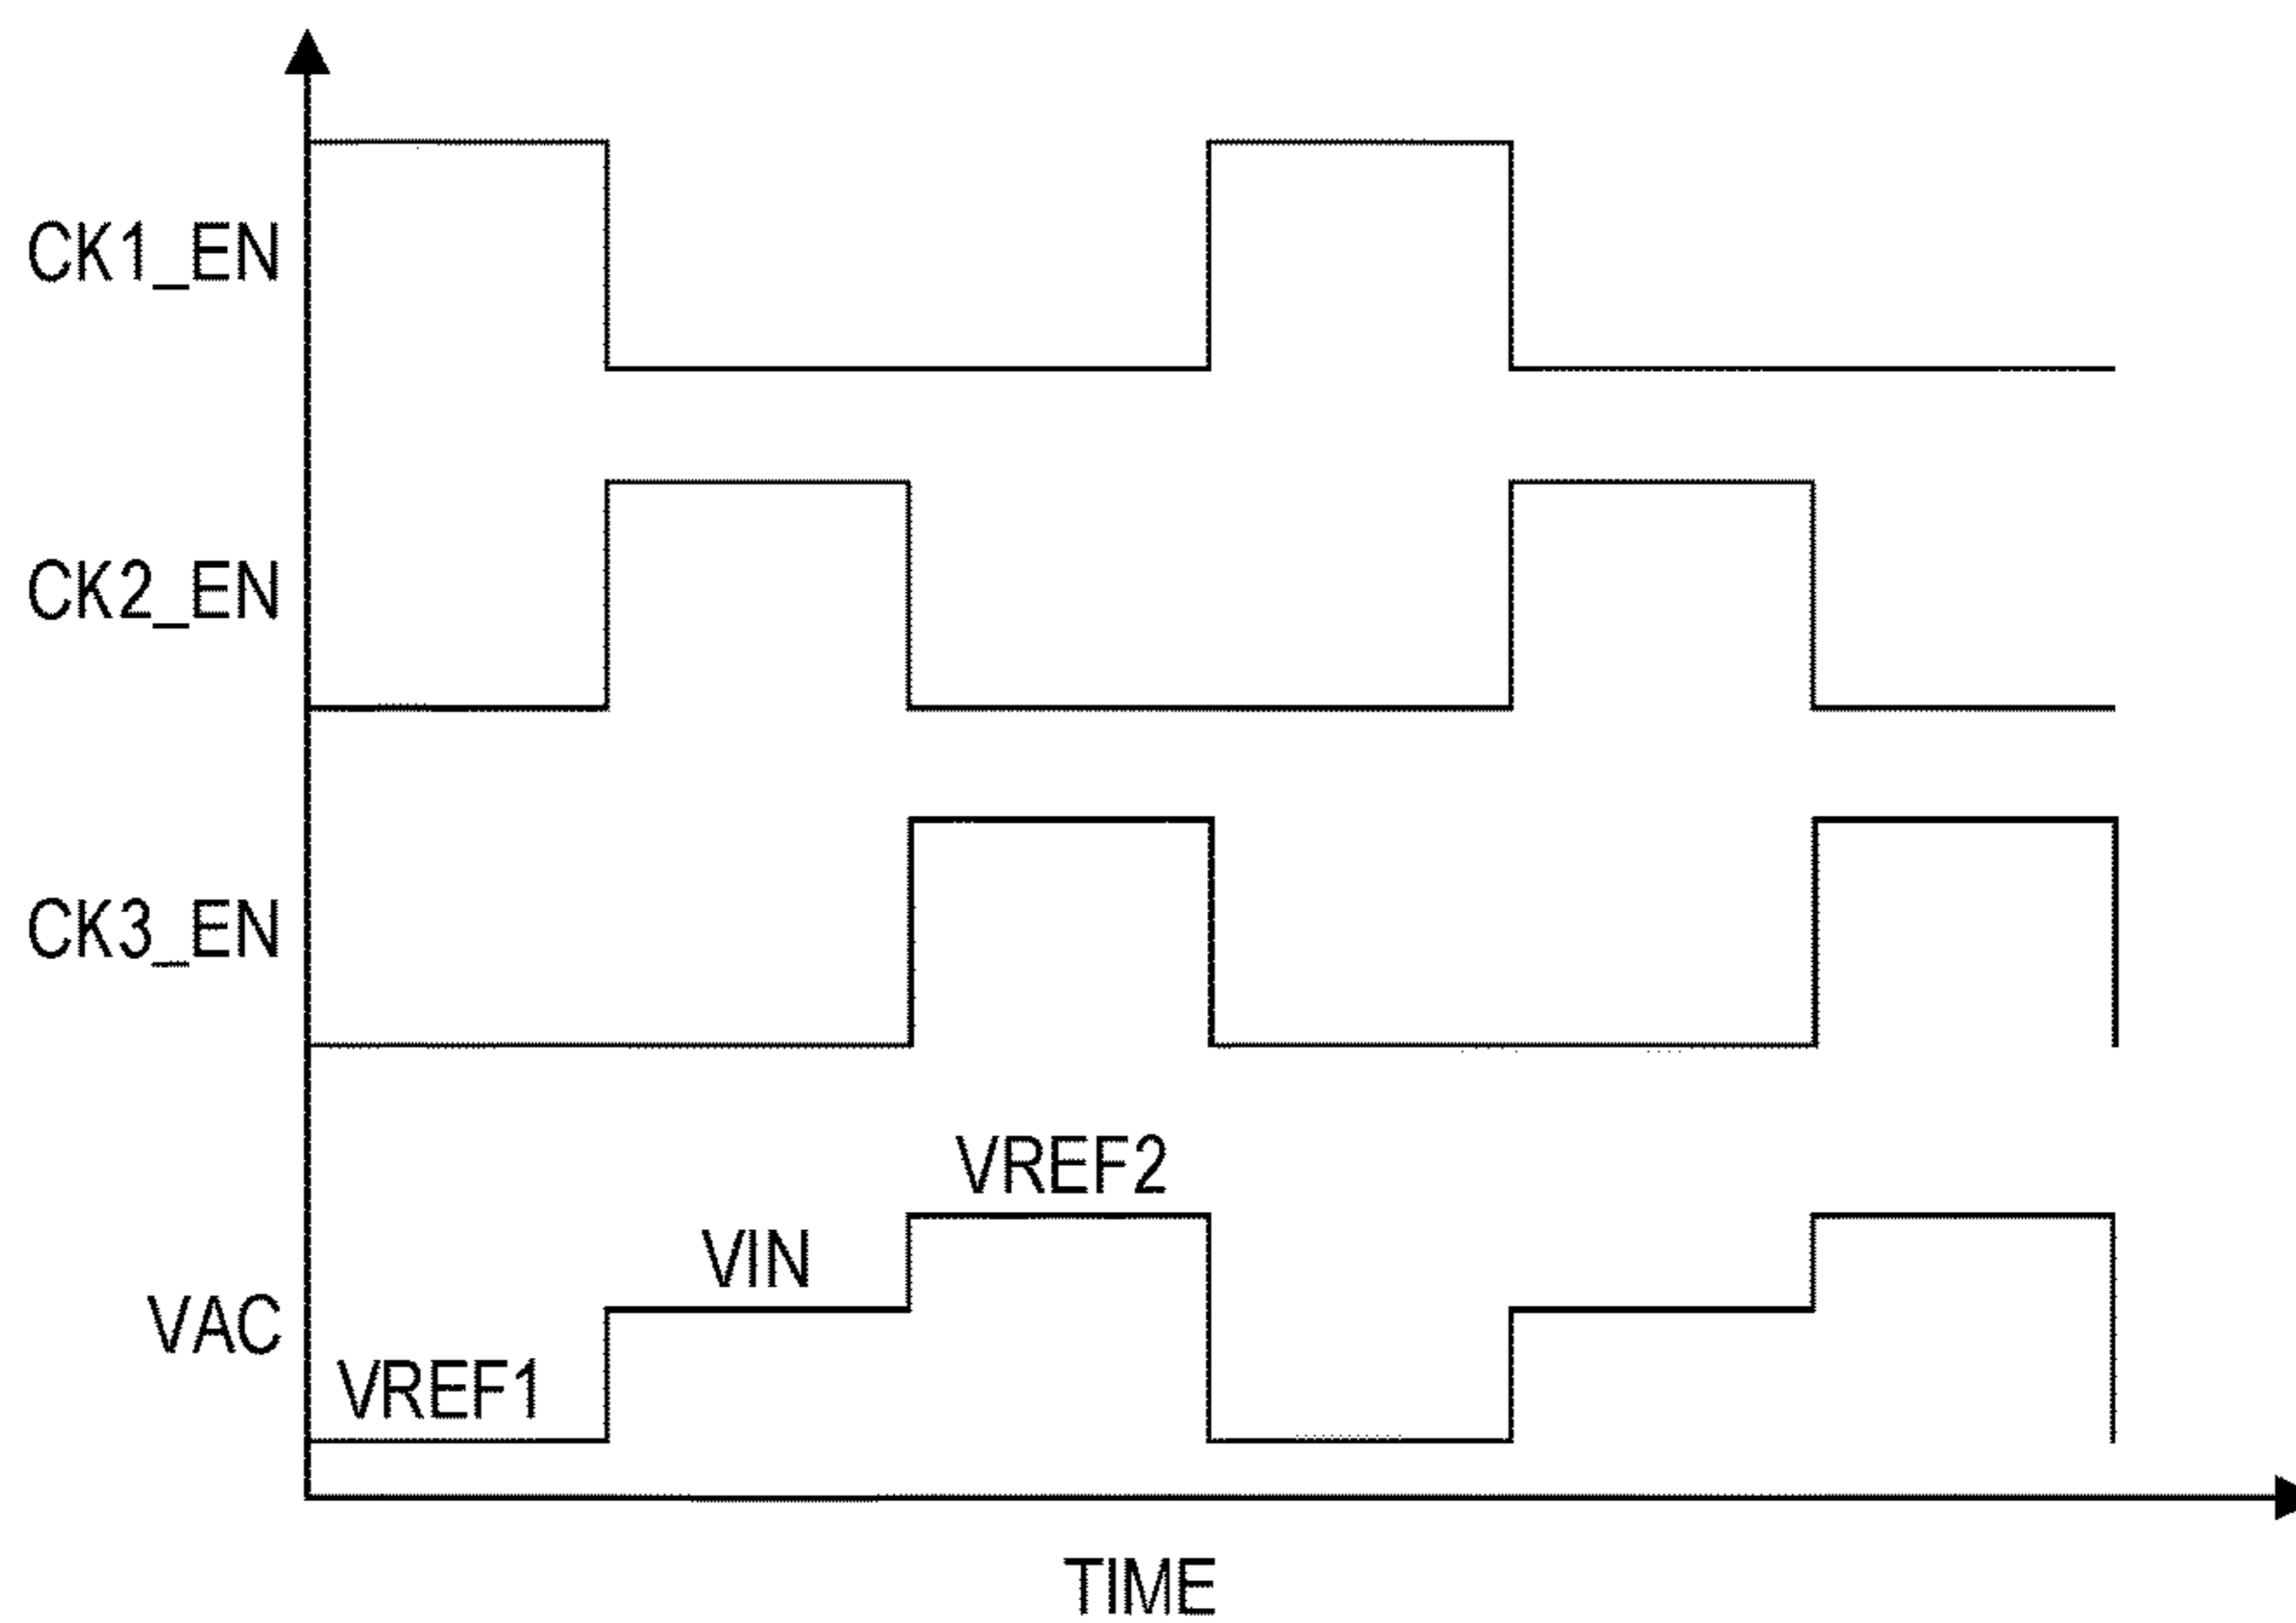 CK1_EN
CK2_EN
CK3_EN
VREF2
VIN
VAC
VREF1
TIME